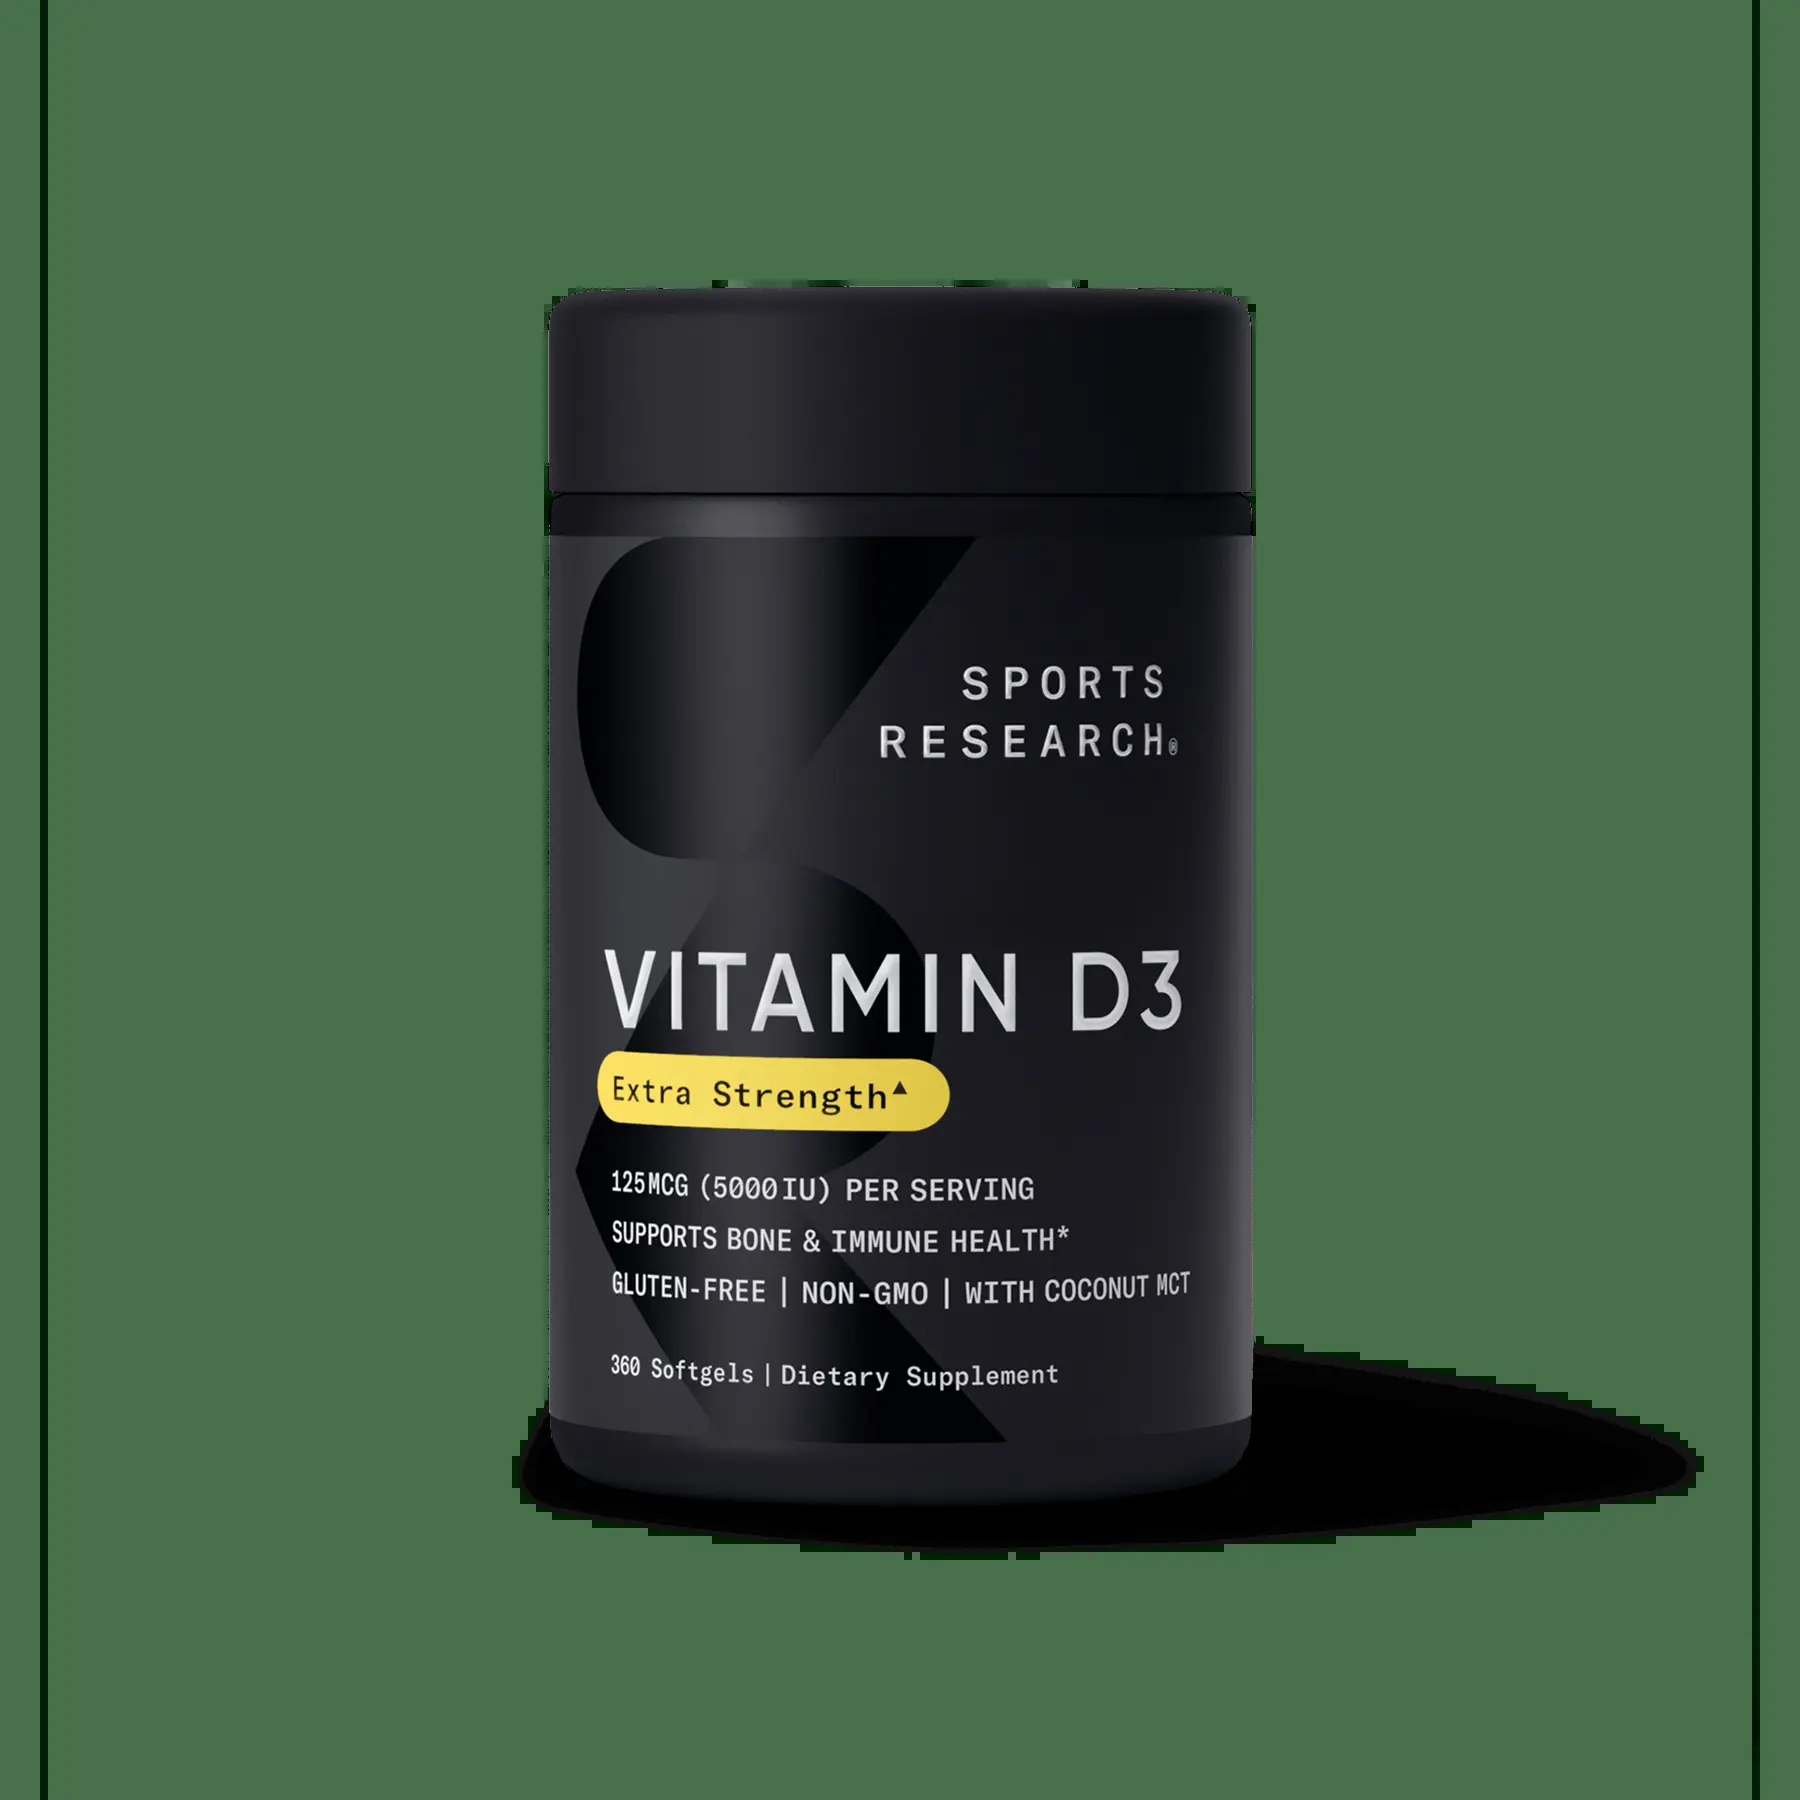 SPORTS
RESEARCH®
VITAMIN D3
Extra Strength▲
125MCG (5000IU) PER SERVING
SUPPORTS BONE & IMMUNE HEALTH*
GLUTEN-FREE | NON-GMO | WITH COCONUT MCT
360 Softgels | Dietary Supplement